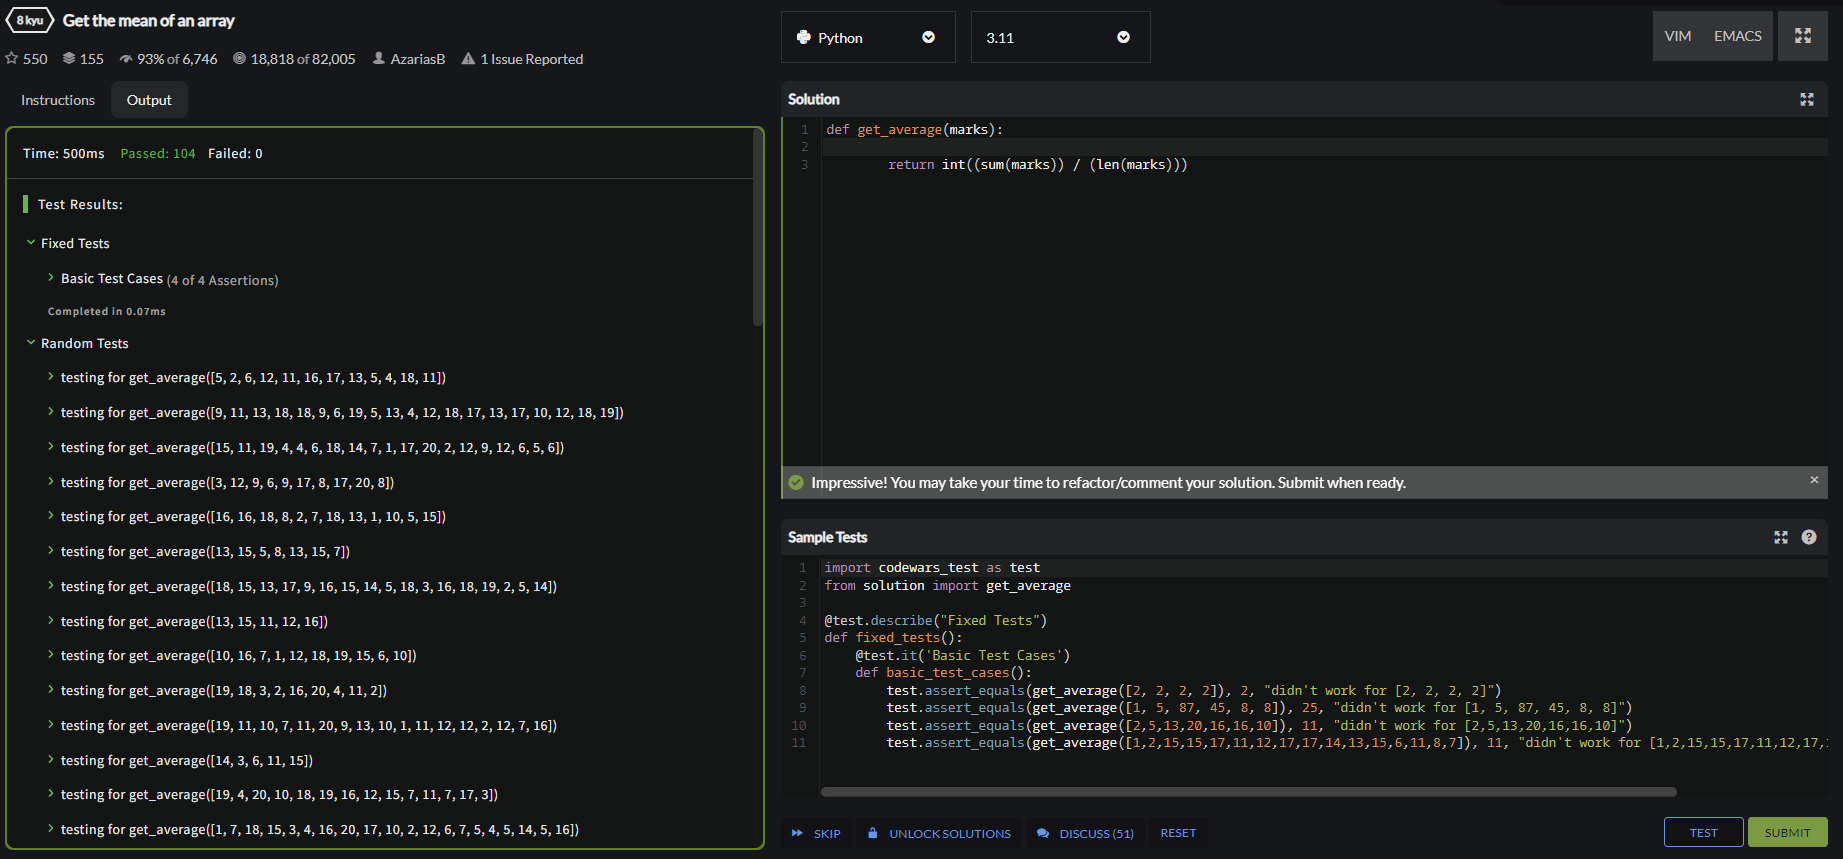 8 kyu Get the mean of an array
550 155 93% of 6,746 18,818 of 82,005 AzariasB 1 Issue Reported
Instructions Output
Time: 500ms Passed: 104 Failed: 0
Test Results:
Fixed Tests
Basic Test Cases (4 of 4 Assertions)
Completed in 0.07ms
Random Tests
testing for get_average([5, 2, 6, 12, 11, 16, 17, 13, 5, 4, 18, 11])
testing for get_average([9, 11, 13, 18, 18, 9, 6, 19, 5, 13, 4, 12, 18, 17, 13, 17, 10, 12, 18, 19])
testing for get_average([15, 11, 19, 4, 4, 6, 18, 14, 7, 1, 17, 20, 2, 12, 9, 12, 6, 5, 6])
testing for get_average([3, 12, 9, 6, 9, 17, 8, 17, 20, 8])
testing for get_average([16, 16, 18, 8, 2, 7, 18, 13, 1, 10, 5, 15])
testing for get_average([13, 15, 5, 8, 13, 15, 7])
testing for get_average([18, 15, 13, 17, 9, 16, 15, 14, 5, 18, 3, 16, 18, 19, 2, 5, 14])
testing for get_average([13, 15, 11, 12, 16])
testing for get_average([10, 16, 7, 1, 12, 18, 19, 15, 6, 10])
testing for get_average([19, 18, 3, 2, 16, 20, 4, 11, 2])
testing for get_average([19, 11, 10, 7, 11, 20, 9, 13, 10, 1, 11, 12, 12, 2, 12, 7, 16])
testing for get_average([14, 3, 6, 11, 15])
testing for get_average([19, 4, 20, 10, 18, 19, 16, 12, 15, 7, 11, 7, 17, 3])
testing for get_average([1, 7, 18, 15, 3, 4, 16, 20, 17, 10, 2, 12, 6, 7, 5, 4, 5, 14, 5, 16])
Python 3.11 VIM EMACS
Solution
1 def get_average(marks):
2
3 return int((sum(marks)) / (len(marks)))
Impressive! You may take your time to refactor/comment your solution. Submit when ready. ×
Sample Tests ?
1 import codewars_test as test
2 from solution import get_average
3
4 @test.describe("Fixed Tests")
5 def fixed_tests():
6 @test.it('Basic Test Cases')
7 def basic_test_cases():
8 test.assert_equals(get_average([2, 2, 2, 2]), 2, "didn't work for [2, 2, 2, 2]")
9 test.assert_equals(get_average([1, 5, 87, 45, 8, 8]), 25, "didn't work for [1, 5, 87, 45, 8, 8]")
10 test.assert_equals(get_average([2,5,13,20,16,16,10]), 11, "didn't work for [2,5,13,20,16,16,10]")
11 test.assert_equals(get_average([1,2,15,15,17,11,12,17,17,14,13,15,6,11,8,7]), 11, "didn't work for [1,2,15,15,17,11,12,17,
SKIP UNLOCK SOLUTIONS DISCUSS (51) RESET TEST SUBMIT